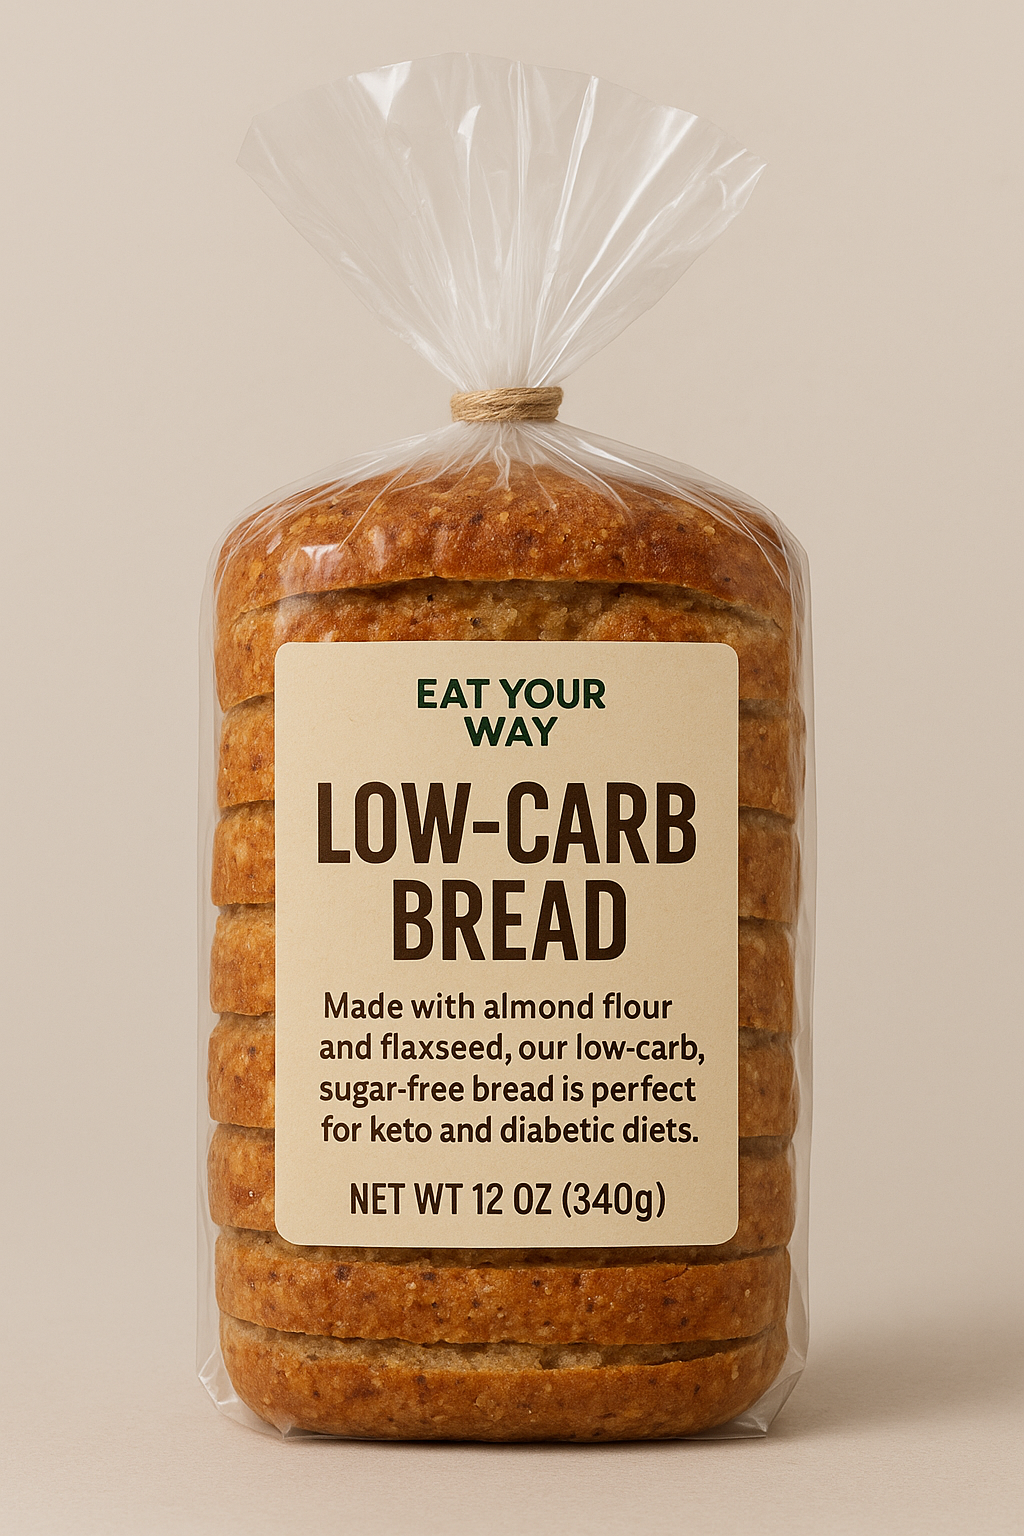 EAT YOUR
WAY
LOW-CARB
BREAD
Made with almond flour
and flaxseed, our low-carb,
sugar-free bread is perfect
for keto and diabetic diets.
NET WT 12 OZ (340g)